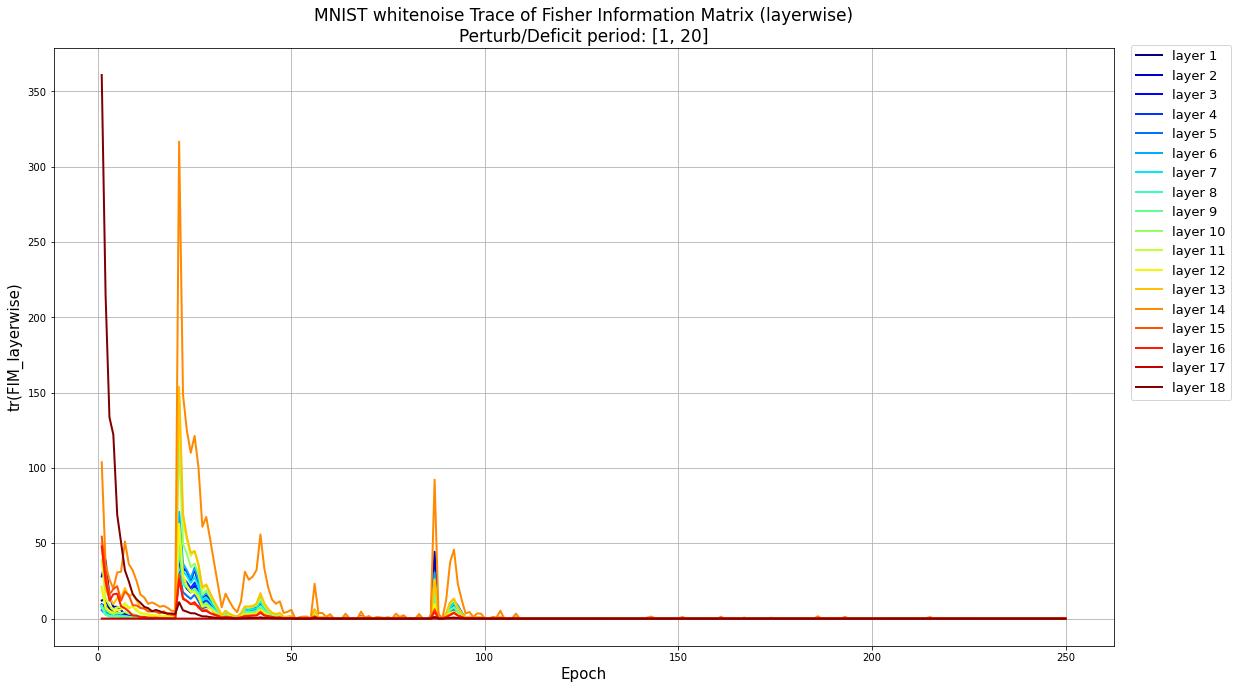 MNIST whitenoise Trace of Fisher Information Matrix (layerwise)
Perturb/Deficit period: [1, 20]
tr(FIM_layerwise)
350
300
250
200
150
100
50
0
0
50
100
150
200
250
Epoch
layer 1
layer 2
layer 3
layer 4
layer 5
layer 6
layer 7
layer 8
layer 9
layer 10
layer 11
layer 12
layer 13
layer 14
layer 15
layer 16
layer 17
layer 18